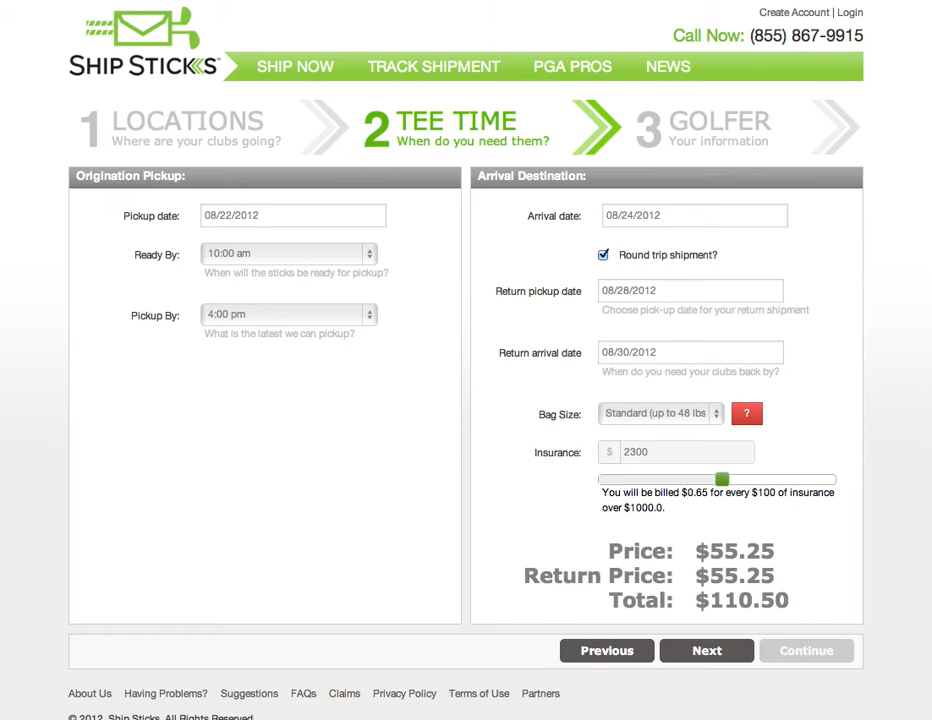 Create Account | Login
Call Now: (855) 867-9915
SHIP STICKS™
SHIP NOW TRACK SHIPMENT PGA PROS NEWS
1 LOCATIONS
Where are your clubs going?
2 TEE TIME
When do you need them?
3 GOLFER
Your information
Origination Pickup:
Pickup date: 08/22/2012
Ready By: 10:00 am
When will the sticks be ready for pickup?
Pickup By: 4:00 pm
What is the latest we can pickup?
Arrival Destination:
Arrival date: 08/24/2012
Round trip shipment?
Return pickup date 08/28/2012
Choose pick-up date for your return shipment
Return arrival date 08/30/2012
When do you need your clubs back by?
Bag Size: Standard (up to 48 lbs ?
Insurance: $ 2300
You will be billed $0.65 for every $100 of insurance
over $1000.0.
Price: $55.25
Return Price: $55.25
Total: $110.50
Previous Next Continue
About Us Having Problems? Suggestions FAQs Claims Privacy Policy Terms of Use Partners
© 2012, Ship Sticks, All Rights Reserved